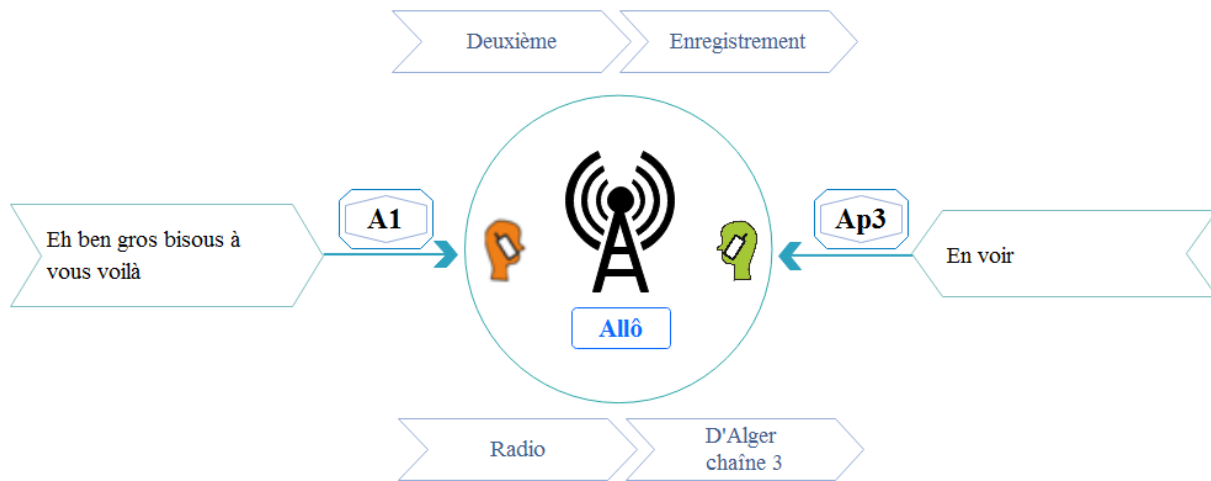 Deuxième
Enregistrement
A1
Ap3
Eh ben gros bisous à
vous voilà
En voir
Allô
Radio
D'Alger
chaîne 3